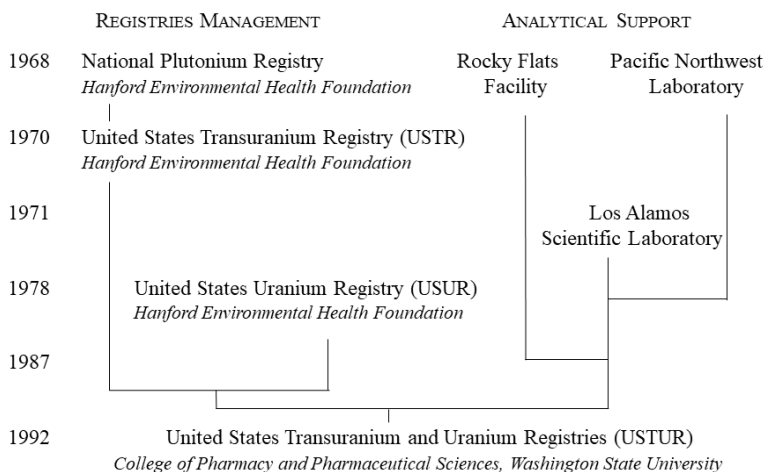 REGISTRIES MANAGEMENT
ANALYTICAL SUPPORT
1968
National Plutonium Registry
Hanford Environmental Health Foundation
Rocky Flats
Facility
Pacific Northwest
Laboratory
1970
United States Transuranium Registry (USTR)
Hanford Environmental Health Foundation
1971
Los Alamos
Scientific Laboratory
1978
United States Uranium Registry (USUR)
Hanford Environmental Health Foundation
1987
1992
United States Transuranium and Uranium Registries (USTUR)
College of Pharmacy and Pharmaceutical Sciences, Washington State University